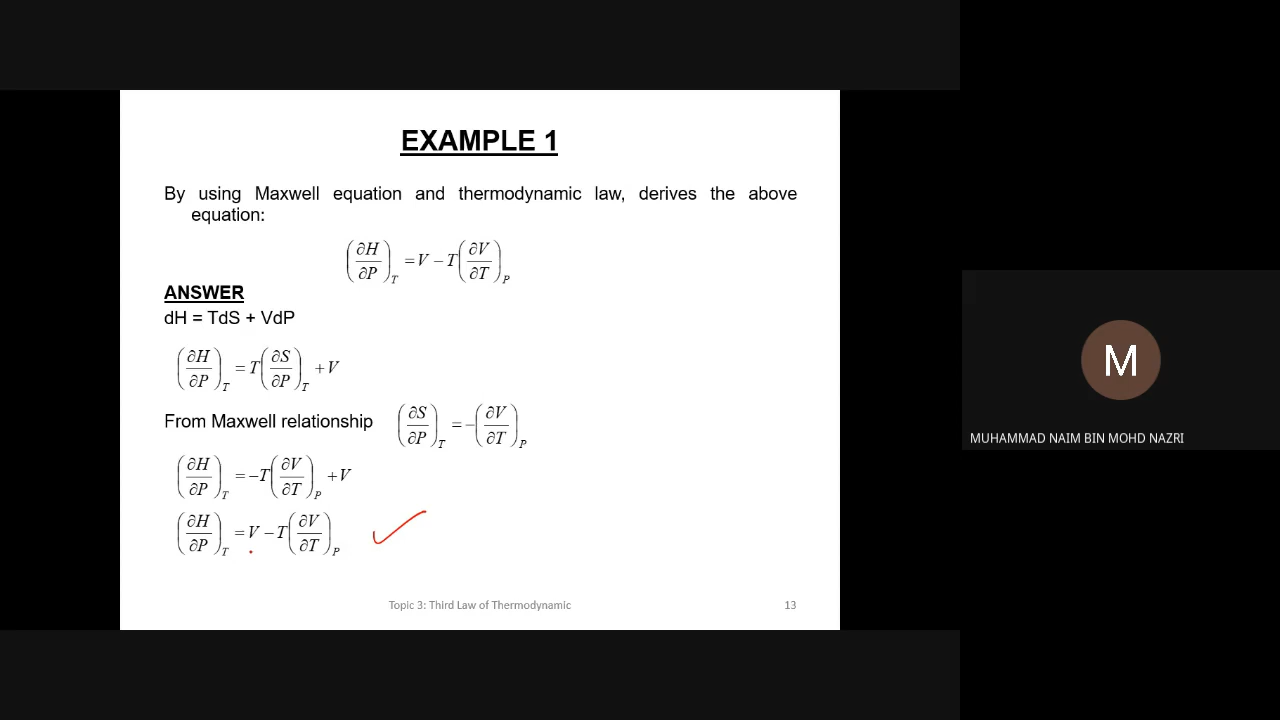 EXAMPLE 1
By using Maxwell equation and thermodynamic law, derives the above
equation:
(∂H/∂P)_T = V − T(∂V/∂T)_P
ANSWER
dH = TdS + VdP
(∂H/∂P)_T = T(∂S/∂P)_T + V
From Maxwell relationship (∂S/∂P)_T = −(∂V/∂T)_P
(∂H/∂P)_T = −T(∂V/∂T)_P + V
(∂H/∂P)_T = V − T(∂V/∂T)_P
Topic 3: Third Law of Thermodynamic 13
M
MUHAMMAD NAIM BIN MOHD NAZRI